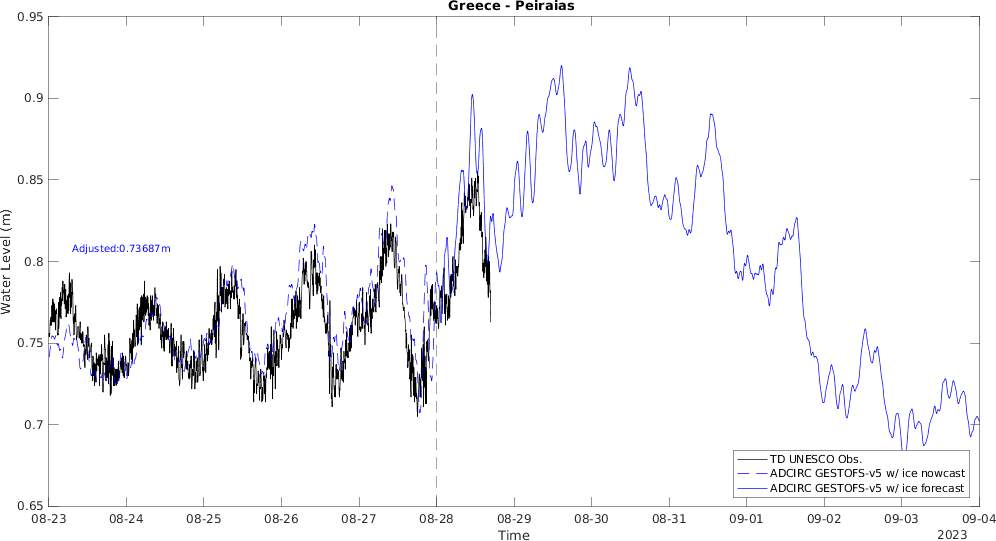 Greece - Peiraias
0.95
0.9
0.85
0.8
0.75
0.7
0.65
Water Level (m)
Adjusted:0.73687m
TD UNESCO Obs.
ADCIRC GESTOFS-v5 w/ ice nowcast
ADCIRC GESTOFS-v5 w/ ice forecast
08-23 08-24 08-25 08-26 08-27 08-28 08-29 08-30 08-31 09-01 09-02 09-03 09-04
Time
2023